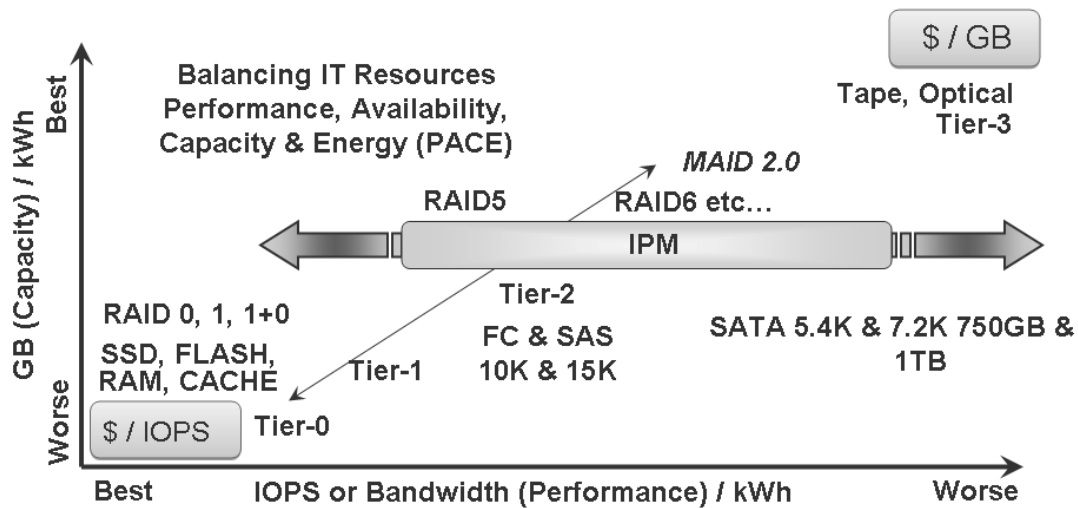 $ / GB
Balancing IT Resources
Performance, Availability,
Capacity & Energy (PACE)
Tape, Optical
Tier-3
MAID 2.0
RAID5
RAID6 etc...
IPM
Tier-2
RAID 0, 1, 1+0
FC & SAS
10K & 15K
SATA 5.4K & 7.2K 750GB &
1TB
SSD, FLASH,
RAM, CACHE
Tier-1
$ / IOPS
Tier-0
GB (Capacity) / kWh
Best
Worse
Best
IOPS or Bandwidth (Performance) / kWh
Worse